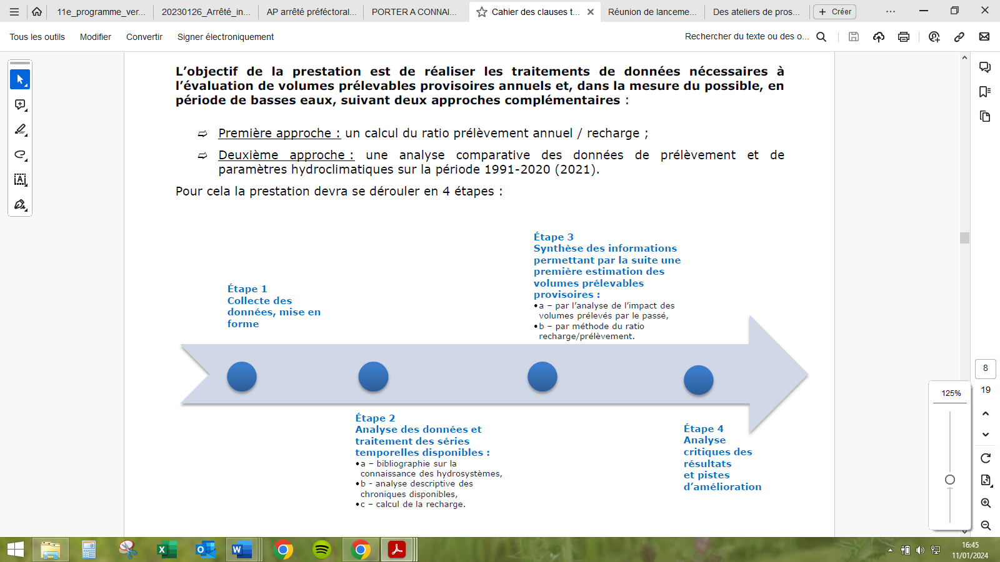 11e_programme_ver...
20230126_Arrêté_in...
AP arrêté préféctoral...
PORTER A CONNAI...
Cahier des clauses t...
Réunion de lanceme...
Des ateliers de pros...
Créer
Tous les outils
Modifier
Convertir
Signer électroniquement
Rechercher du texte ou des o...
L’objectif de la prestation est de réaliser les traitements de données nécessaires à
l’évaluation de volumes prélevables provisoires annuels et, dans la mesure du possible, en
période de basses eaux, suivant deux approches complémentaires :
➩ Première approche : un calcul du ratio prélèvement annuel / recharge ;
➩ Deuxième approche : une analyse comparative des données de prélèvement et de
paramètres hydroclimatiques sur la période 1991-2020 (2021).
Pour cela la prestation devra se dérouler en 4 étapes :
Étape 1
Collecte des
données, mise en
forme
Étape 3
Synthèse des informations
permettant par la suite une
première estimation des
volumes prélevables
provisoires :
•a – par l’analyse de l’impact des
volumes prélevés par le passé,
•b – par méthode du ratio
recharge/prélèvement.
Étape 2
Analyse des données et
traitement des séries
temporelles disponibles :
•a – bibliographie sur la
connaissance des hydrosystèmes,
•b - analyse descriptive des
chroniques disponibles,
•c – calcul de la recharge.
Étape 4
Analyse
critiques des
résultats
et pistes
d’amélioration
8
19
125%
16:45
11/01/2024